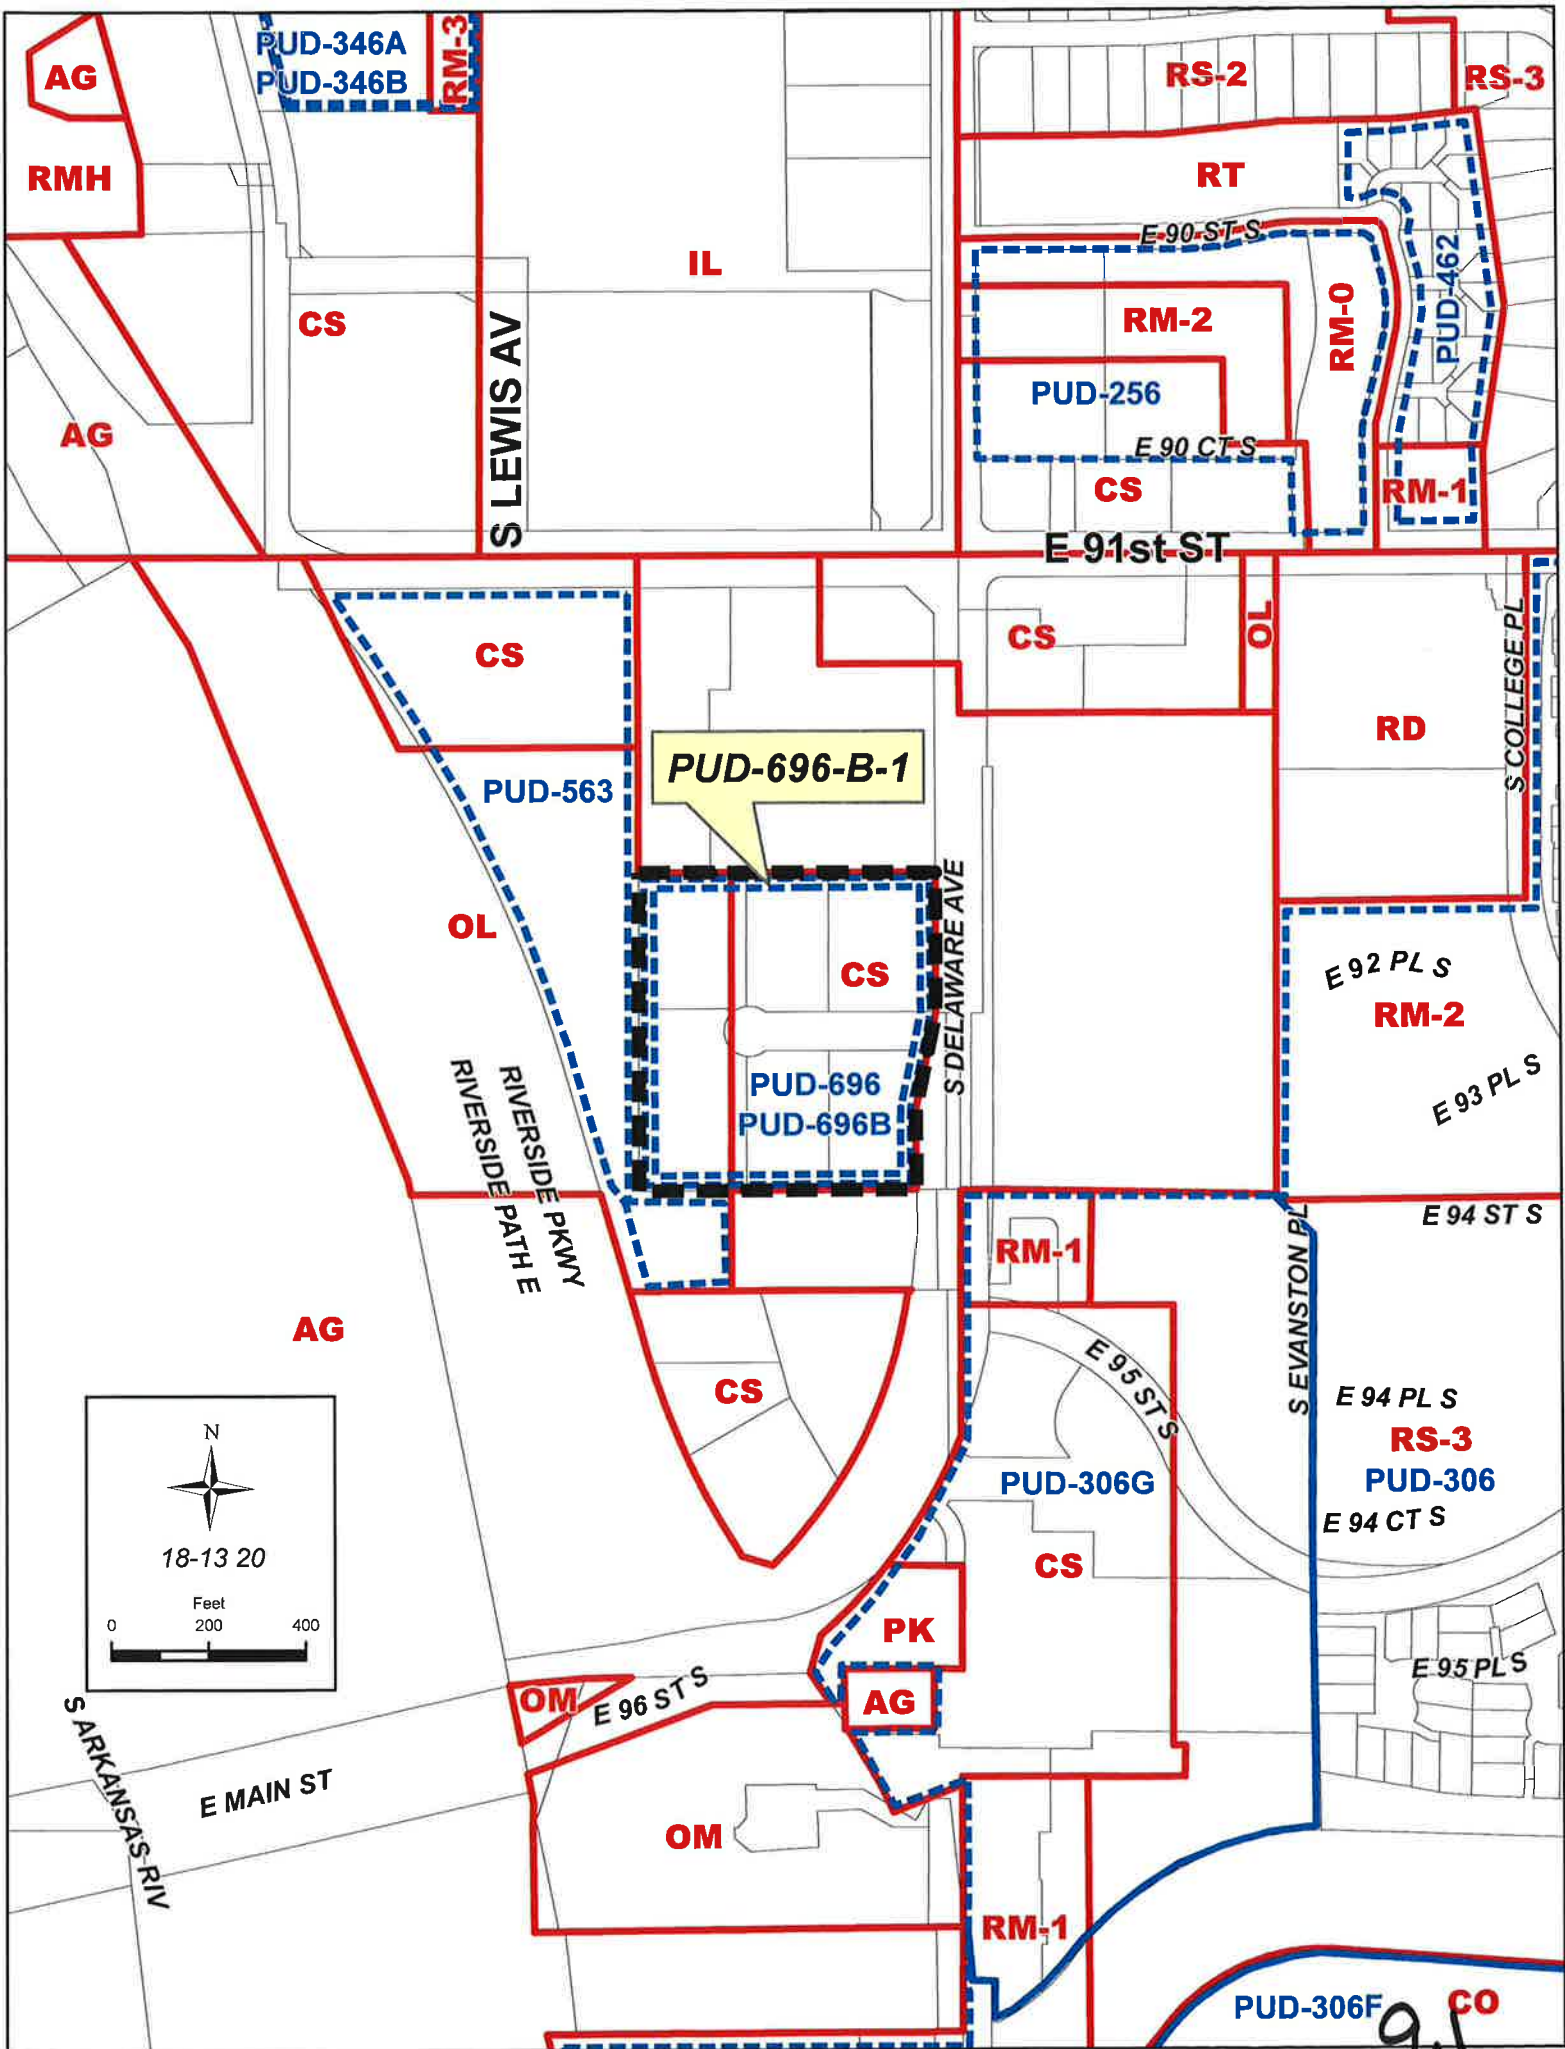 PUD-346A
PUD-346B
RM-3
AG
RMH
RS-2
RS-3
RT
E 90 ST S
PUD-462
IL
CS
S LEWIS AV
RM-2
RM-0
PUD-256
AG
E 90 CT S
CS
RM-1
E 91st ST
CS
CS
OL
S COLLEGE PL
RD
PUD-696-B-1
PUD-563
OL
S DELAWARE AVE
CS
E 92 PL S
RM-2
E 93 PL S
PUD-696
PUD-696B
RIVERSIDE PKWY
RIVERSIDE PATH E
E 94 ST S
RM-1
S EVANSTON PL
AG
E 95 ST S
CS
E 94 PL S
RS-3
PUD-306
PUD-306G
E 94 CT S
N
18-13 20
Feet
0 200 400
CS
PK
E 95 PL S
OM
E 96 ST S
AG
S ARKANSAS RIV
E MAIN ST
OM
RM-1
PUD-306F
CO